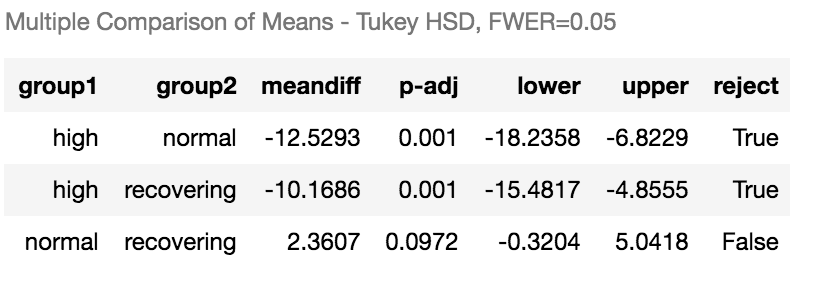 Multiple Comparison of Means - Tukey HSD, FWER=0.05
group1 group2 meandiff p-adj lower upper reject
high normal -12.5293 0.001 -18.2358 -6.8229 True
high recovering -10.1686 0.001 -15.4817 -4.8555 True
normal recovering 2.3607 0.0972 -0.3204 5.0418 False